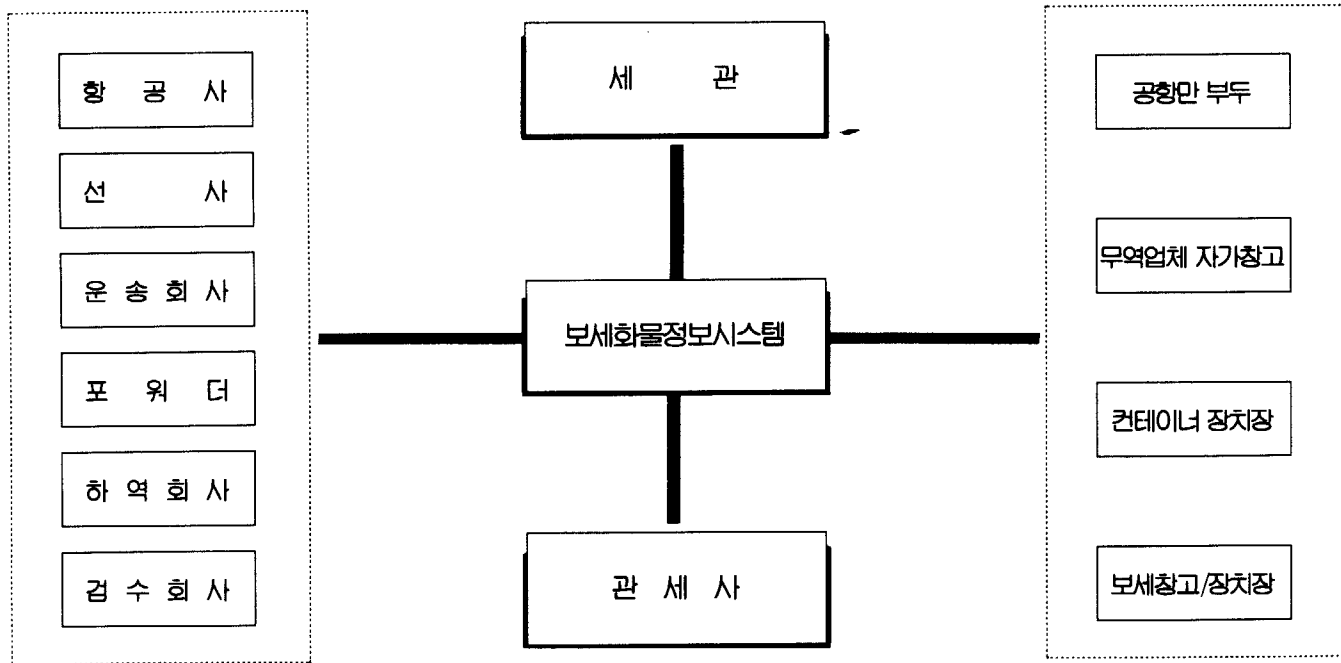 항 공 사
선 사
운 송 회 사
포 워 더
하 역 회 사
검 수 회 사
세 관
보세화물정보시스템
관 세 사
공항만 부두
무역업체 자가창고
컨테이너 장치장
보세창고/장치장